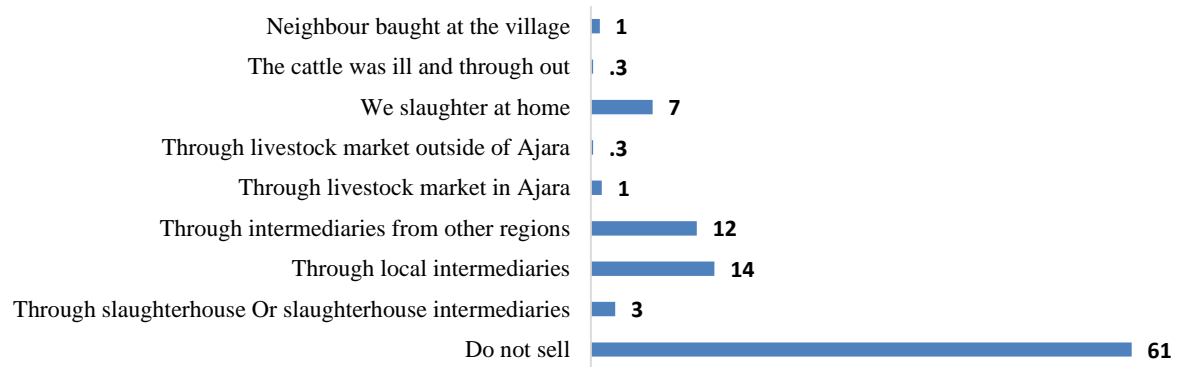 Neighbour baught at the village 1
The cattle was ill and through out .3
We slaughter at home 7
Through livestock market outside of Ajara .3
Through livestock market in Ajara 1
Through intermediaries from other regions 12
Through local intermediaries 14
Through slaughterhouse Or slaughterhouse intermediaries 3
Do not sell 61